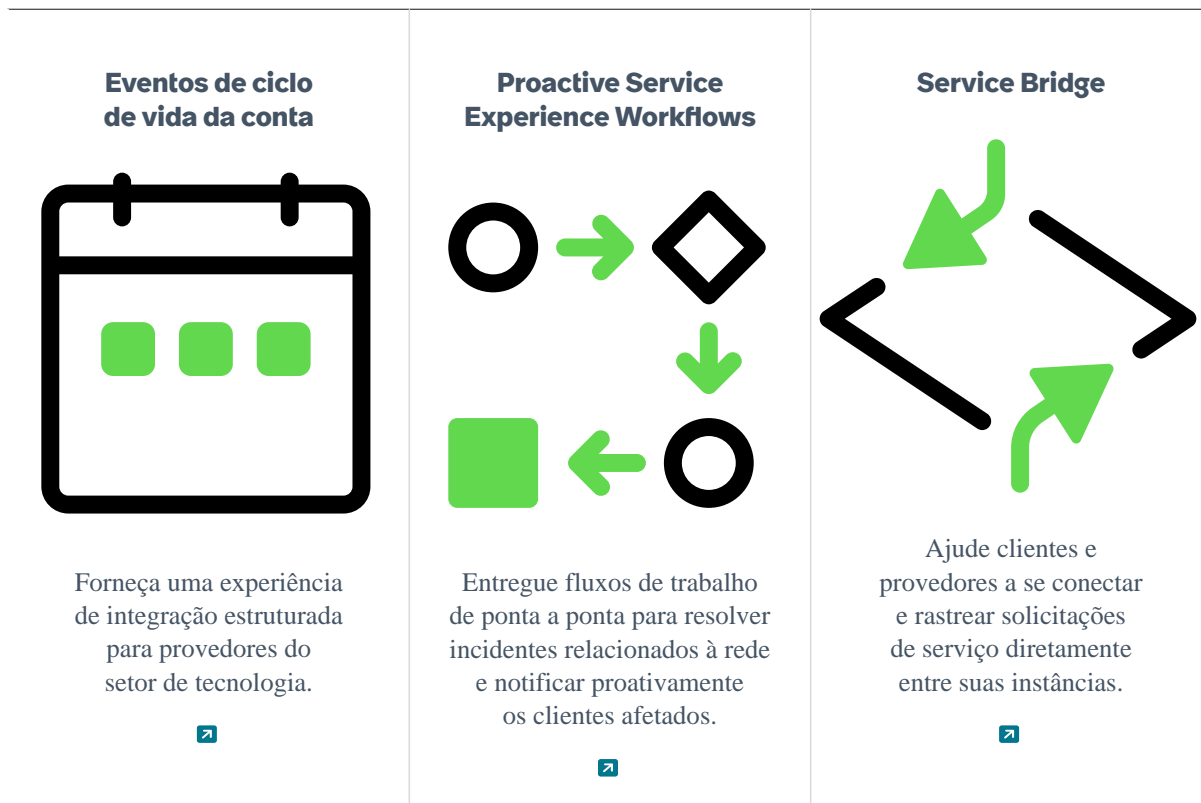 Eventos de ciclo
de vida da conta
Forneça uma experiência
de integração estruturada
para provedores do
setor de tecnologia.
Proactive Service
Experience Workflows
Entregue fluxos de trabalho
de ponta a ponta para resolver
incidentes relacionados à rede
e notificar proativamente
os clientes afetados.
Service Bridge
Ajude clientes e
provedores a se conectar
e rastrear solicitações
de serviço diretamente
entre suas instâncias.